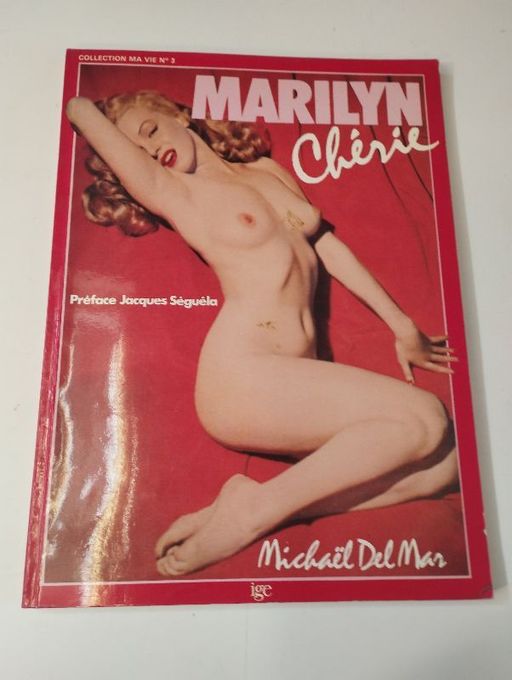 COLLECTION MA VIE N° 3
MARILYN
Chérie
Préface Jacques Séguéla
Michaël Del Mar
ige